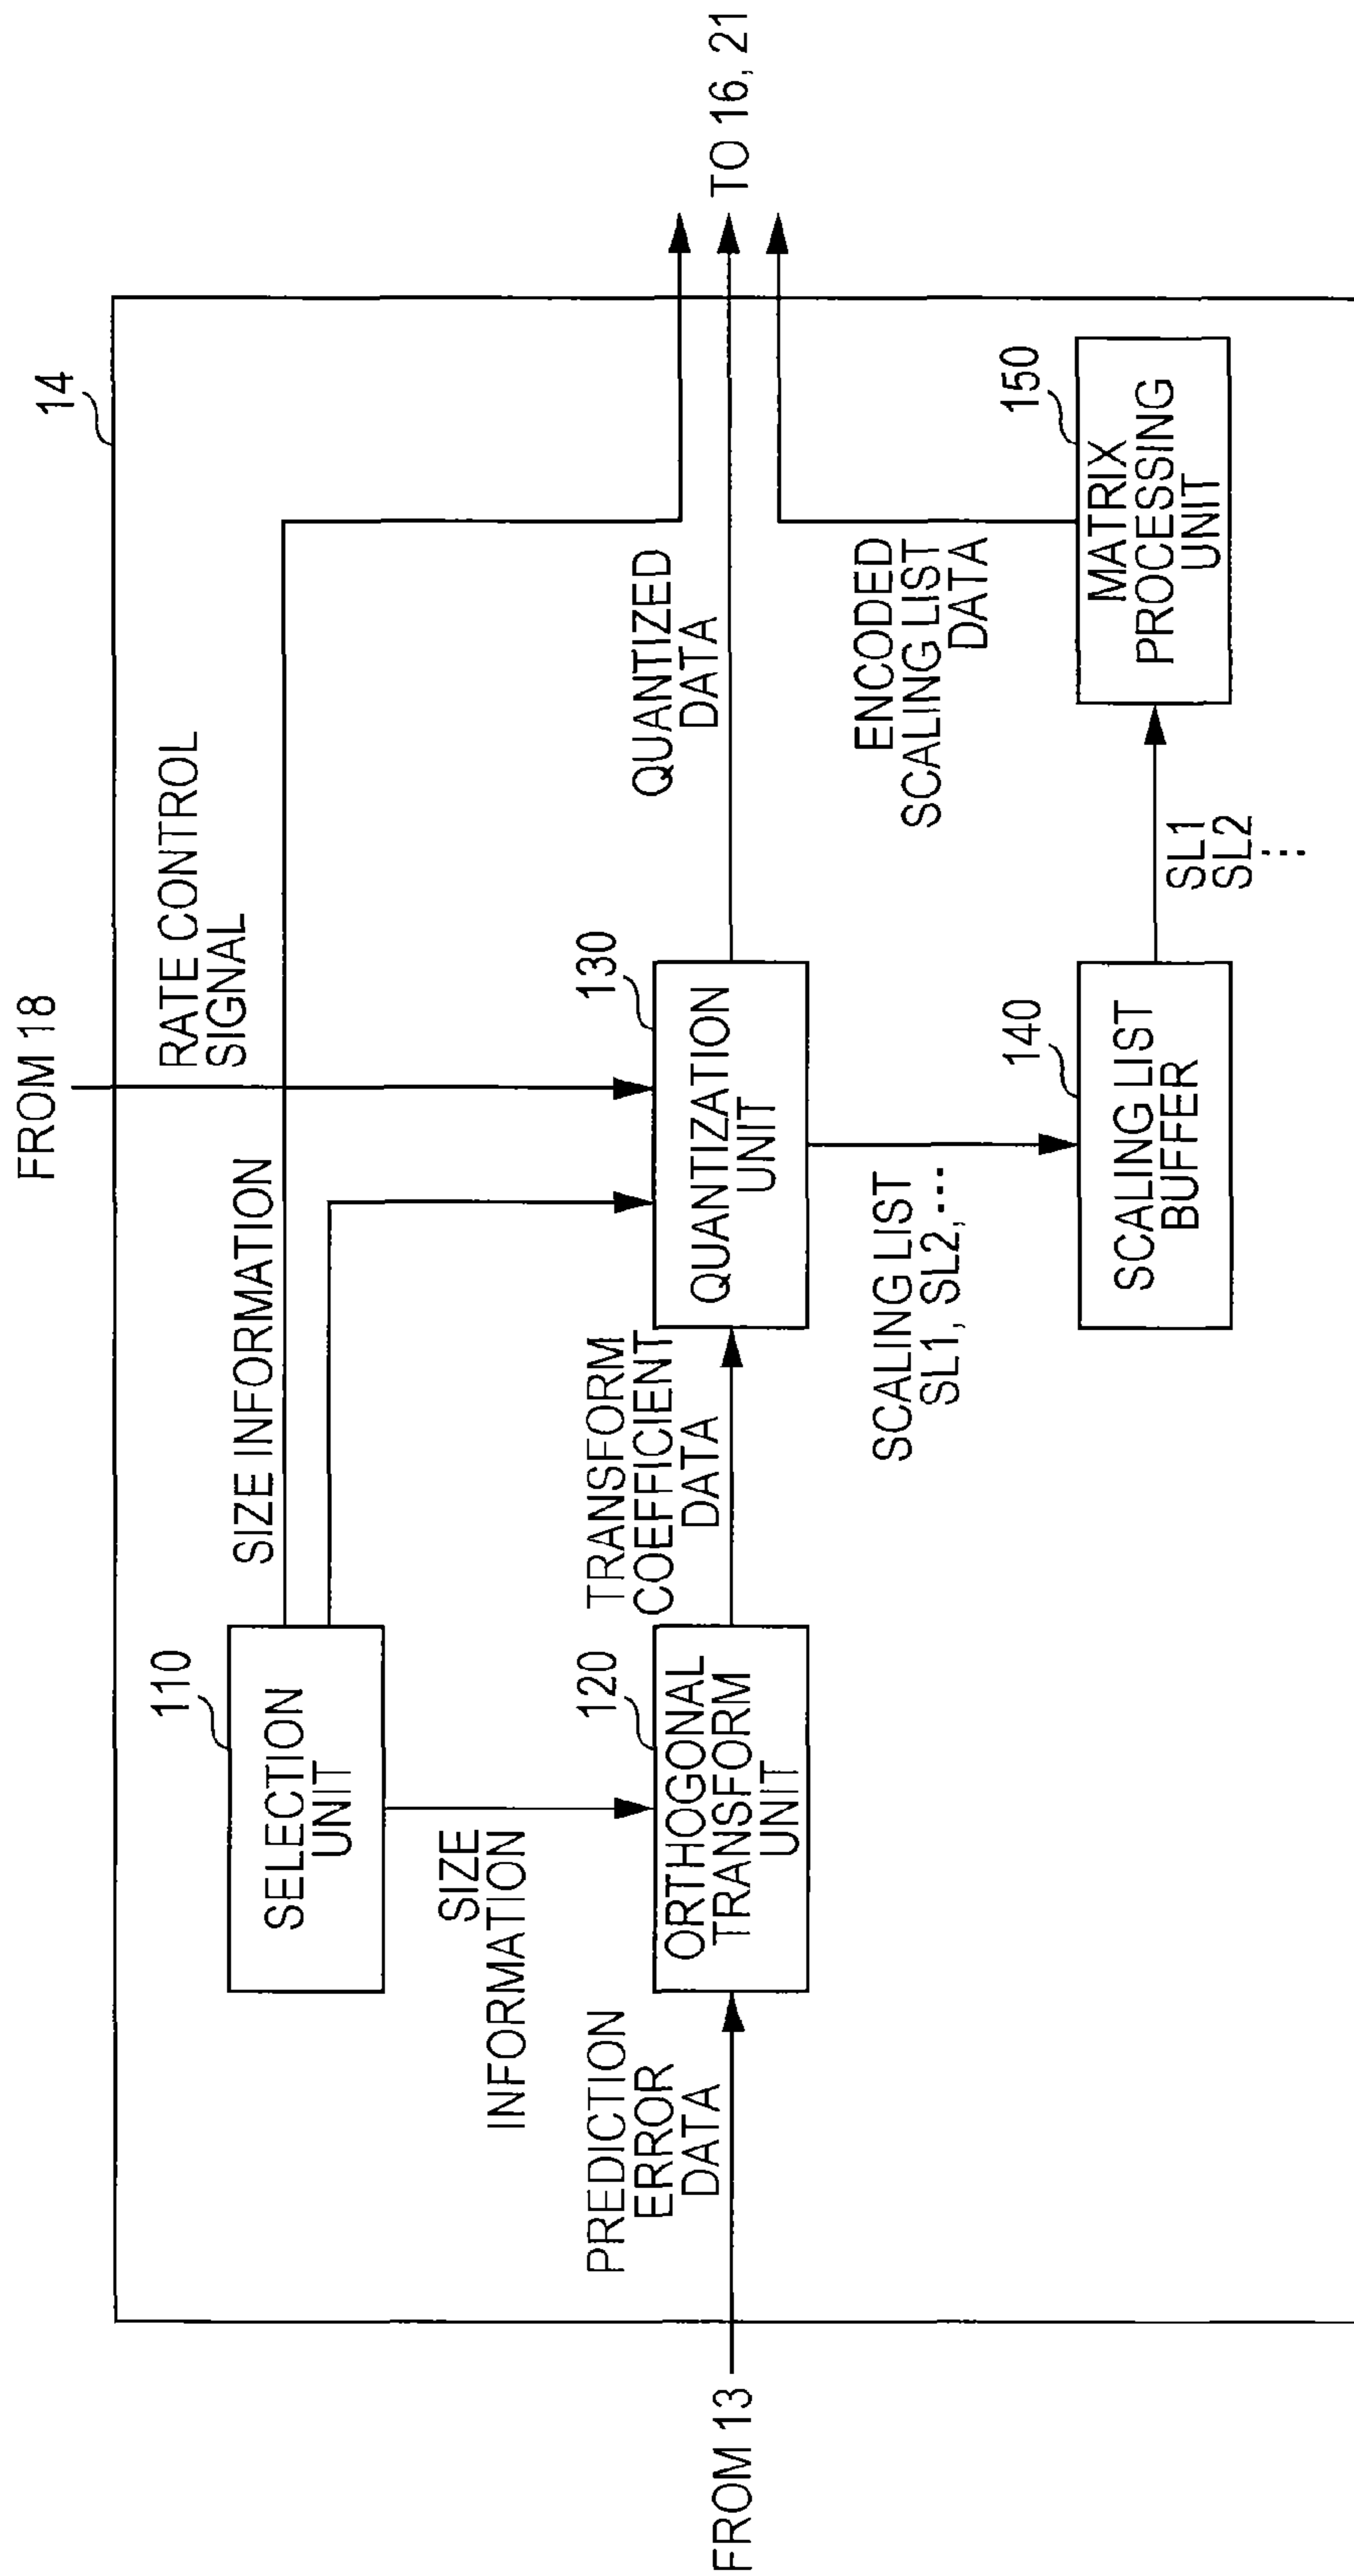 FROM 18
14
RATE CONTROL
SIGNAL
SIZE INFORMATION
110
SELECTION
UNIT
SIZE
INFORMATION
FROM 13
PREDICTION
ERROR
DATA
120
ORTHOGONAL
TRANSFORM
UNIT
TRANSFORM
COEFFICIENT
DATA
130
QUANTIZATION
UNIT
QUANTIZED
DATA
TO 16, 21
SCALING LIST
SL1, SL2, ···
140
SCALING LIST
BUFFER
SL1
SL2
⋮
ENCODED
SCALING LIST
DATA
150
MATRIX
PROCESSING
UNIT